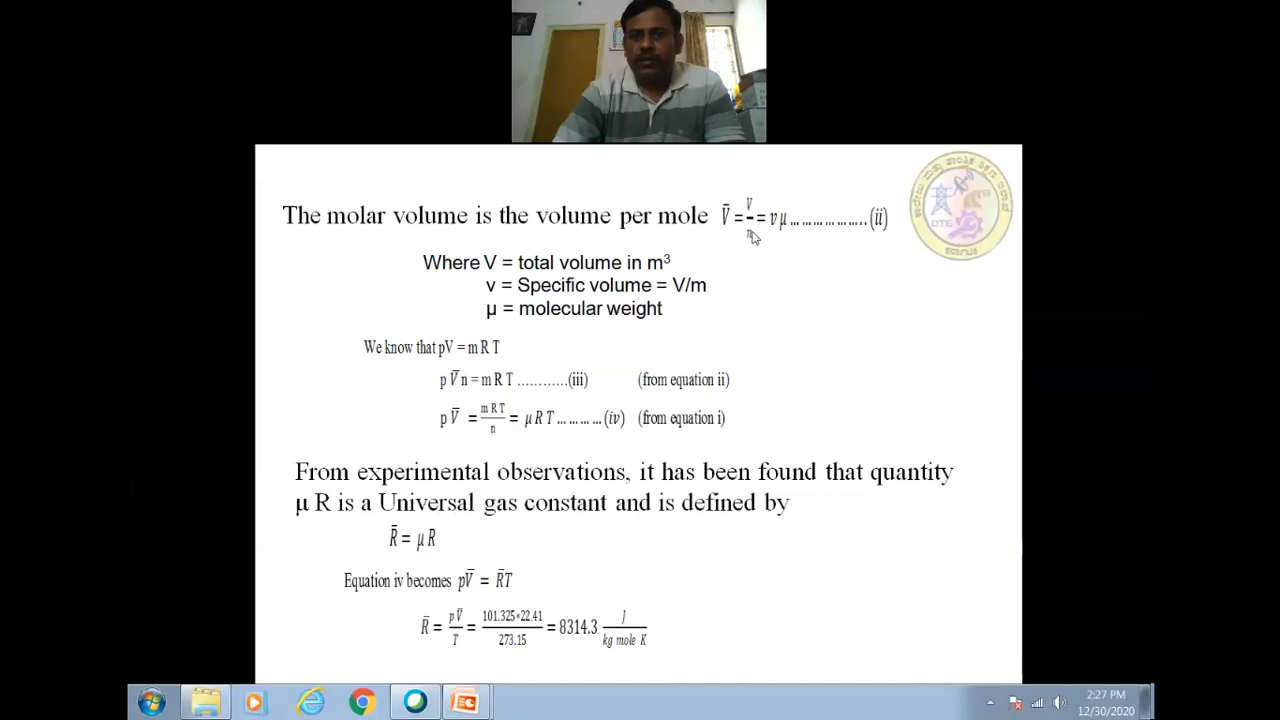 The molar volume is the volume per mole V̄ = V/n = v μ .................. (ii)
Where V = total volume in m³
v = Specific volume = V/m
μ = molecular weight
We know that pV = m R T
p V̄ n = m R T ............(iii) (from equation ii)
p V̄ = m R T/n = μ R T ............ (iv) (from equation i)
From experimental observations, it has been found that quantity
μ R is a Universal gas constant and is defined by
R̄ = μ R
Equation iv becomes pV̄ = R̄T
R̄ = p V̄/T = 101.325*22.41/273.15 = 8314.3 J/kg mole K
DTE
2:27 PM
12/30/2020